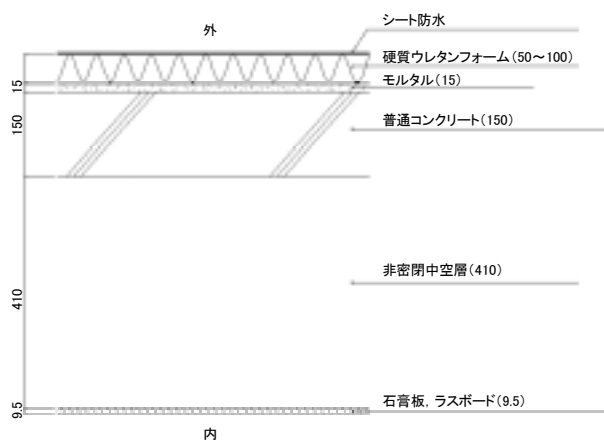 外
シート防水
硬質ウレタンフォーム(50～100)
モルタル(15)
普通コンクリート(150)
非密閉中空層(410)
石膏板, ラスボード(9.5)
内
15
150
410
9.5